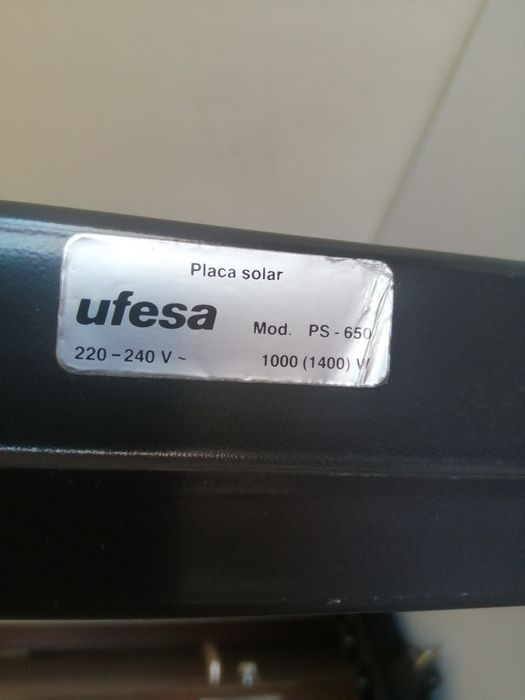 Placa solar
ufesa Mod. PS - 650
220 - 240 V ~ 1000 (1400) W